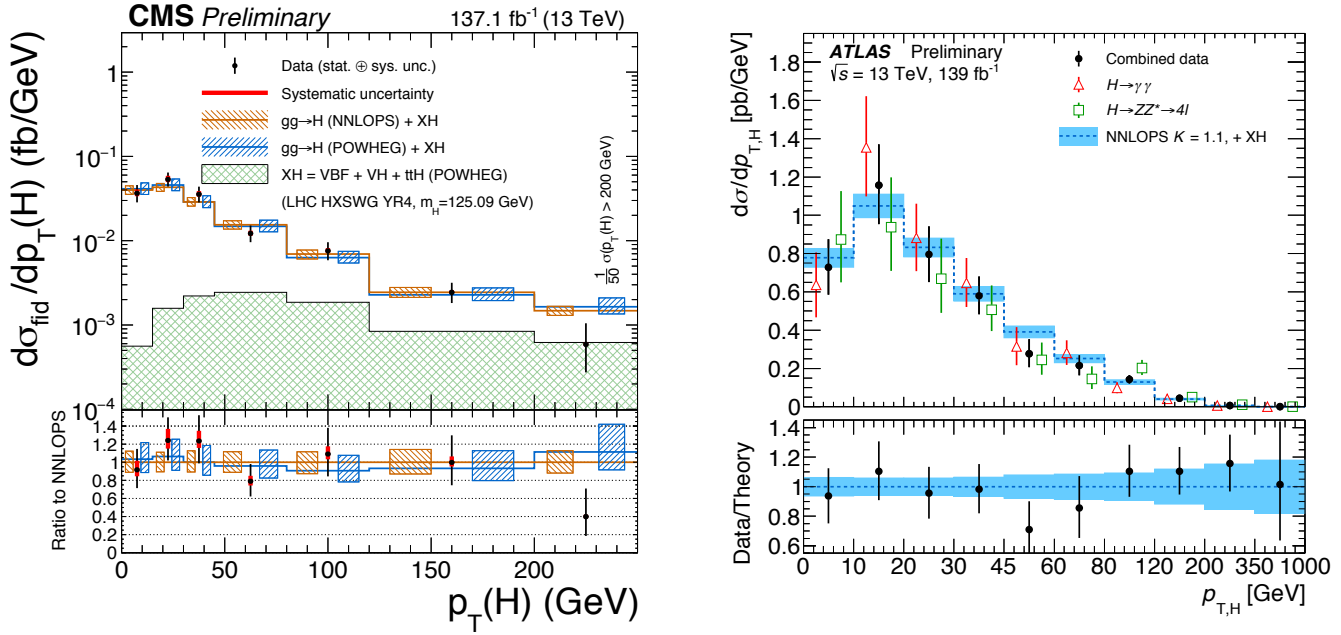 CMS Preliminary 137.1 fb⁻¹ (13 TeV)
dσ_fid/dp_T(H) (fb/GeV)
1
10⁻¹
10⁻²
10⁻³
10⁻⁴
Data (stat. ⊕ sys. unc.)
Systematic uncertainty
gg→H (NNLOPS) + XH
gg→H (POWHEG) + XH
XH = VBF + VH + ttH (POWHEG)
(LHC HXSWG YR4, m_H=125.09 GeV)
1/50 σ(p_T(H) > 200 GeV)
Ratio to NNLOPS
1.4
1.2
1
0.8
0.6
0.4
0.2
0
0 50 100 150 200
p_T(H) (GeV)
ATLAS Preliminary
√s = 13 TeV, 139 fb⁻¹
Combined data
H→γγ
H→ZZ*→4l
NNLOPS K = 1.1, + XH
dσ/dp_T,H [pb/GeV]
1.8
1.6
1.4
1.2
1
0.8
0.6
0.4
0.2
0
Data/Theory
1.4
1.2
1.0
0.8
0.6
0 10 20 30 45 60 80 120 200 350 1000
p_T,H [GeV]